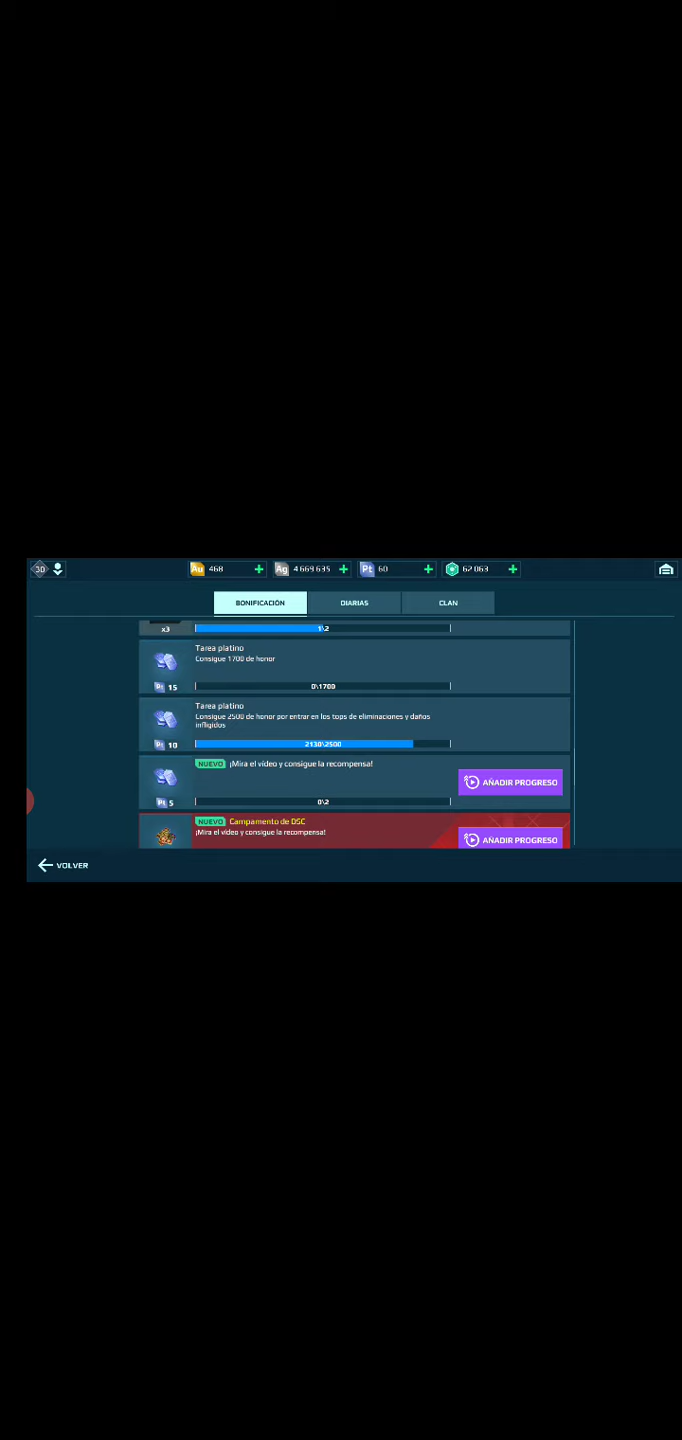 30
Au 468 +
Ag 4 669 635 +
Pt 60 +
62 063 +
BONIFICACIÓN
DIARIAS
CLAN
x3
1\2
Tarea platino
Consigue 1700 de honor
Pt 15
0\1700
Tarea platino
Consigue 2500 de honor por entrar en los tops de eliminaciones y daños
infligidos
Pt 10
2130\2500
NUEVO ¡Mira el vídeo y consigue la recompensa!
AÑADIR PROGRESO
Pt 5
0\2
NUEVO Campamento de DSC
¡Mira el vídeo y consigue la recompensa!
AÑADIR PROGRESO
VOLVER